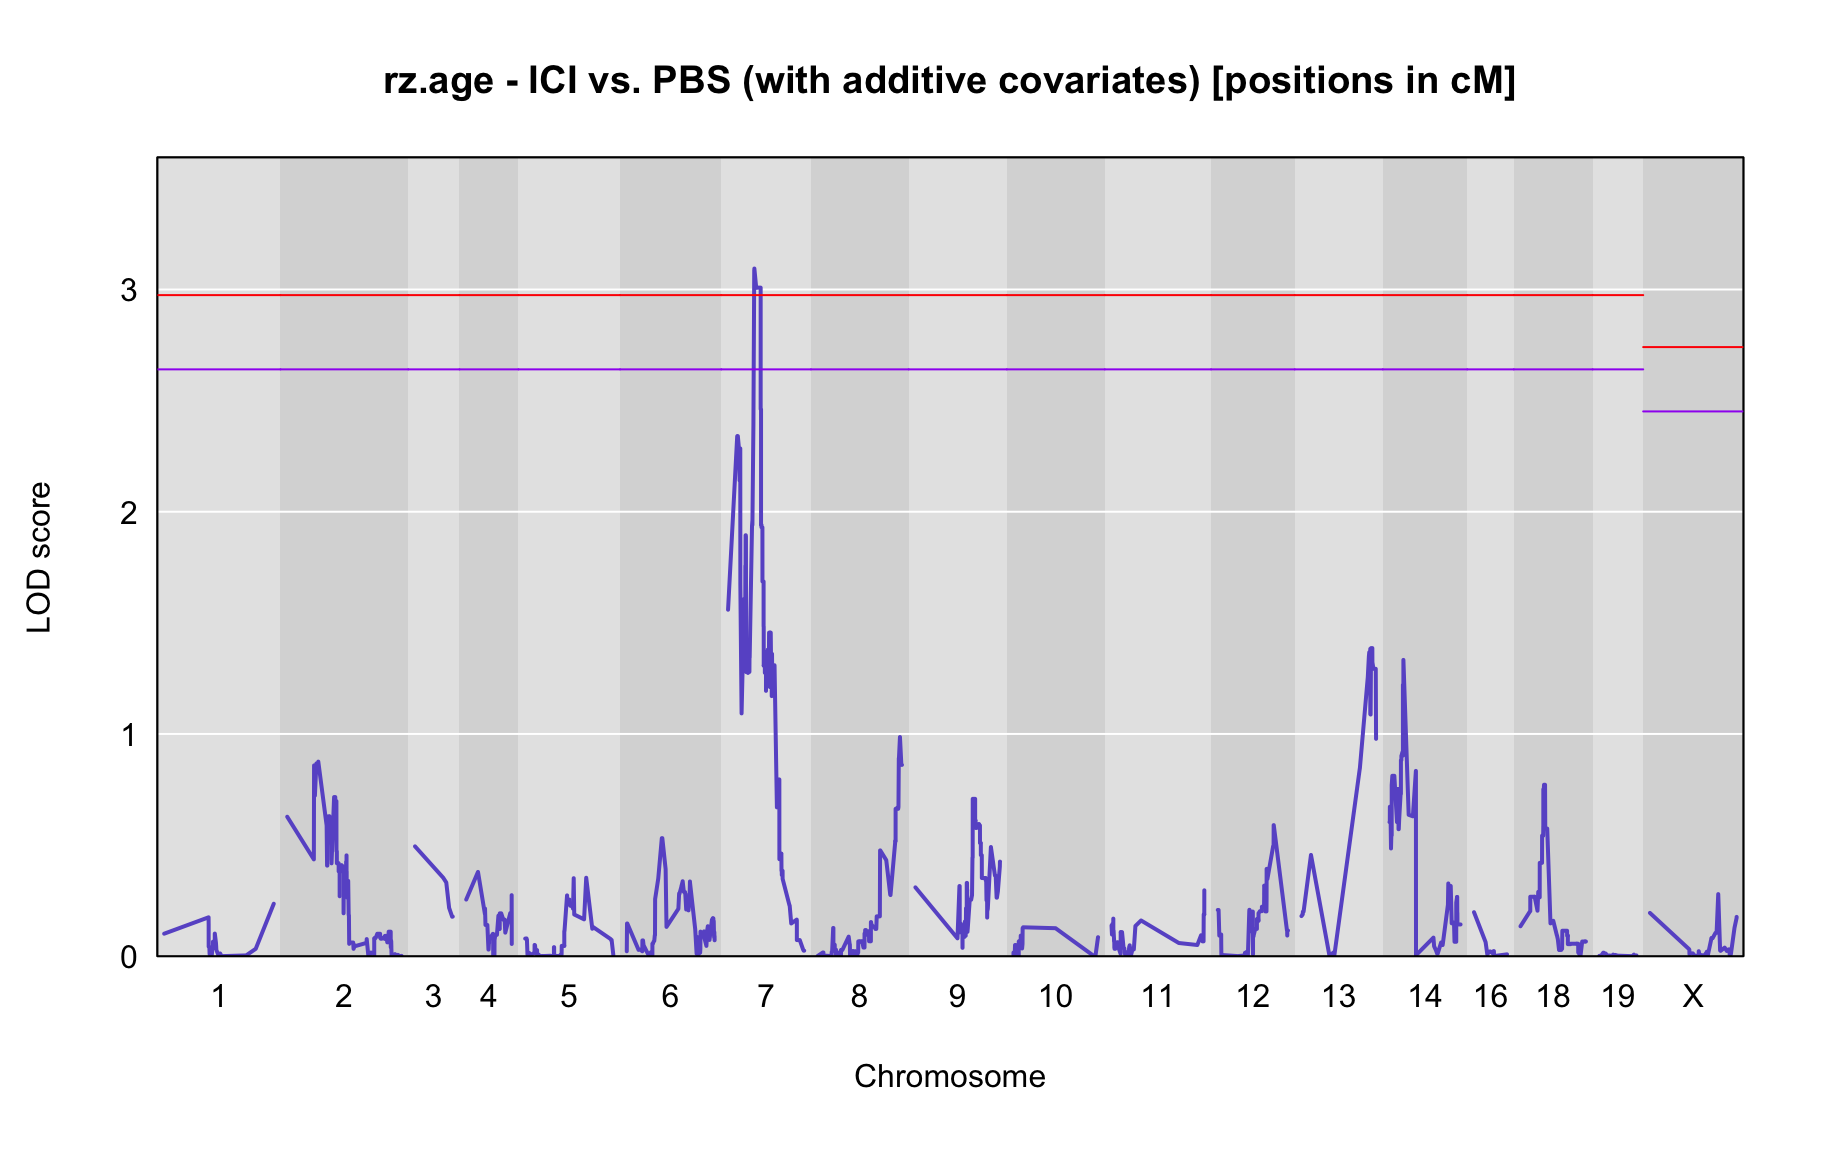 rz.age - ICI vs. PBS (with additive covariates) [positions in cM]
LOD score
3
2
1
0
1 2 3 4 5 6 7 8 9 10 11 12 13 14 16 18 19 X
Chromosome